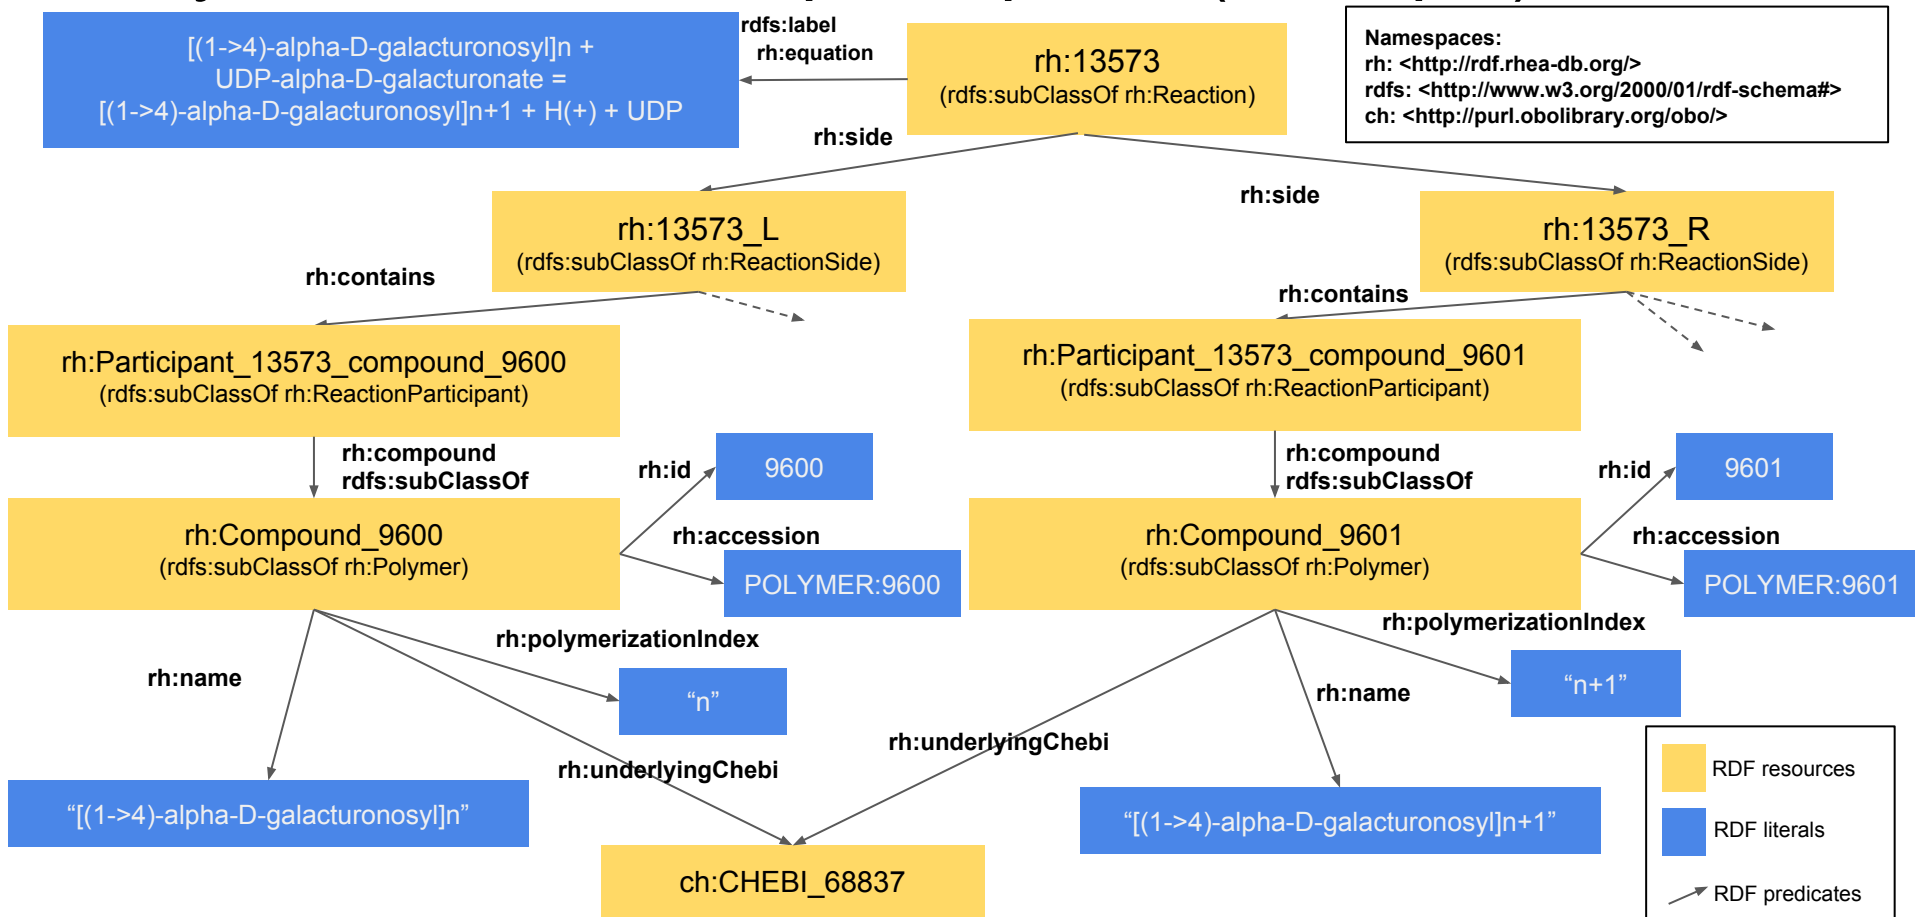 rdfs:label
rh:equation
[(1->4)-alpha-D-galacturonosyl]n +
UDP-alpha-D-galacturonate =
[(1->4)-alpha-D-galacturonosyl]n+1 + H(+) + UDP
rh:13573
(rdfs:subClassOf rh:Reaction)
Namespaces:
rh: <http://rdf.rhea-db.org/>
rdfs: <http://www.w3.org/2000/01/rdf-schema#>
ch: <http://purl.obolibrary.org/obo/>
rh:side
rh:side
rh:13573_L
(rdfs:subClassOf rh:ReactionSide)
rh:13573_R
(rdfs:subClassOf rh:ReactionSide)
rh:contains
rh:contains
rh:Participant_13573_compound_9600
(rdfs:subClassOf rh:ReactionParticipant)
rh:Participant_13573_compound_9601
(rdfs:subClassOf rh:ReactionParticipant)
rh:compound
rdfs:subClassOf
rh:id
9600
rh:compound
rdfs:subClassOf
rh:id
9601
rh:Compound_9600
(rdfs:subClassOf rh:Polymer)
rh:accession
POLYMER:9600
rh:Compound_9601
(rdfs:subClassOf rh:Polymer)
rh:accession
POLYMER:9601
rh:polymerizationIndex
rh:polymerizationIndex
rh:name
"n"
rh:name
"n+1"
rh:underlyingChebi
rh:underlyingChebi
"[(1->4)-alpha-D-galacturonosyl]n"
"[(1->4)-alpha-D-galacturonosyl]n+1"
ch:CHEBI_68837
RDF resources
RDF literals
RDF predicates